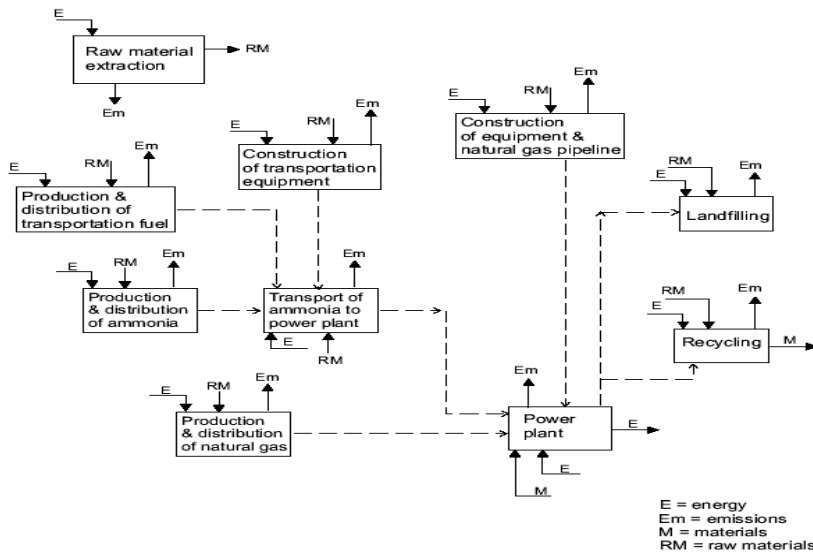 E
Raw material
extraction
RM
Em
E
RM
Em
Construction
of equipment &
natural gas pipeline
E
RM
Em
Construction
of transportation
equipment
E
RM
Em
Production &
distribution of
transportation fuel
RM
E
Em
Landfilling
E
RM
Em
Production
& distribution
of ammonia
Em
Transport of
ammonia to
power plant
E
RM
RM
E
Em
Recycling
M
E
RM
Em
Production
& distribution
of natural gas
Em
Power
plant
E
E
M
E = energy
Em = emissions
M = materials
RM = raw materials